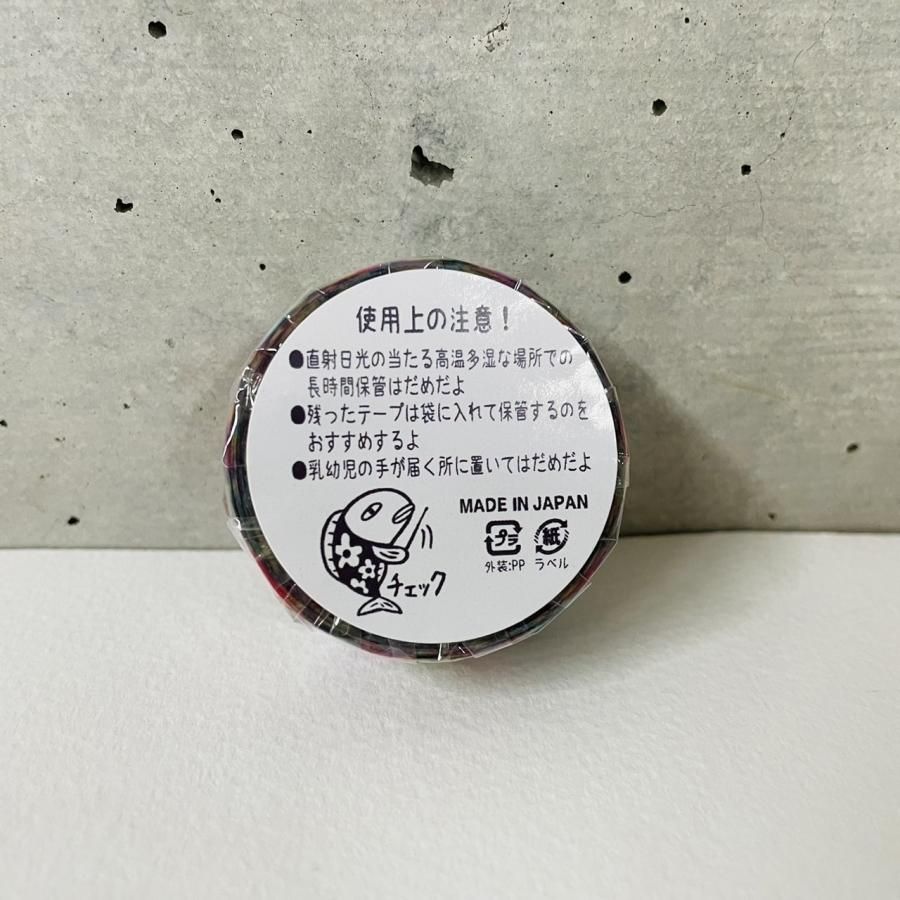 使用上の注意！
●直射日光の当たる高温多湿な場所での
長時間保管はだめだよ
●残ったテープは袋に入れて保管するのを
おすすめするよ
●乳幼児の手が届く所に置いてはだめだよ
MADE IN JAPAN
プラ 紙
外装:PP ラベル
チェック